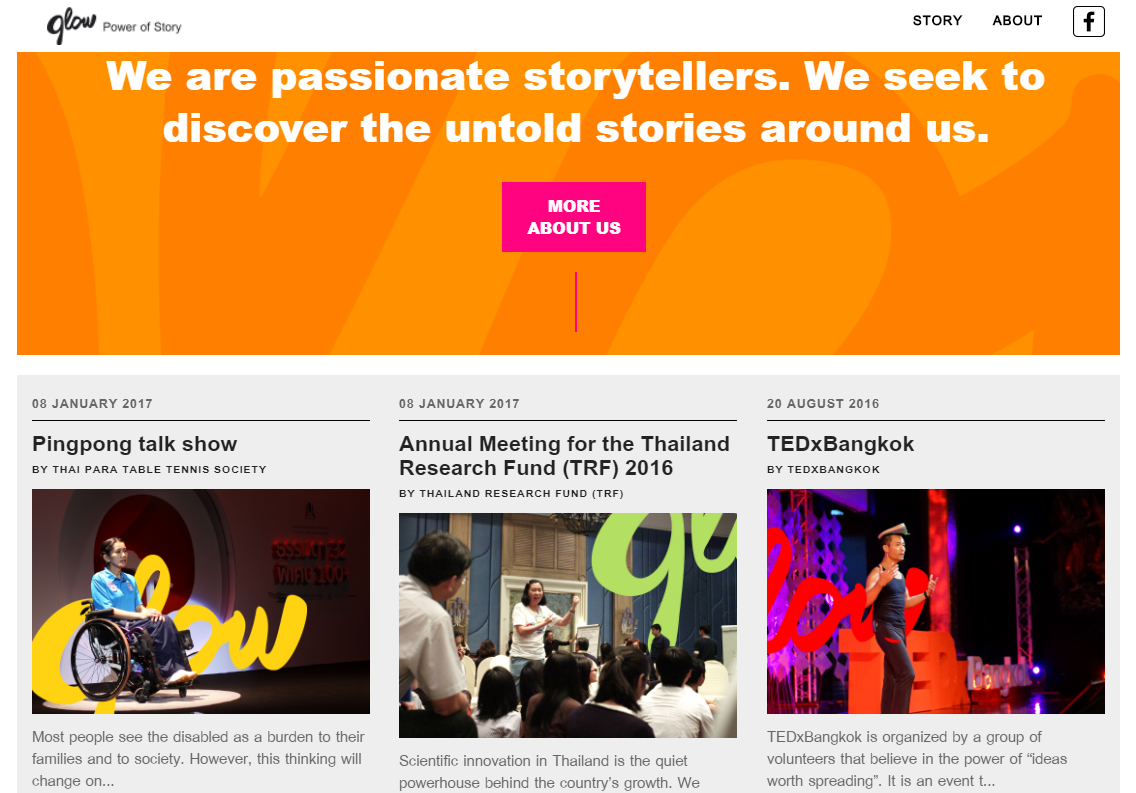 glow Power of Story
STORY
ABOUT
We are passionate storytellers. We seek to
discover the untold stories around us.
MORE
ABOUT US
08 JANUARY 2017
Pingpong talk show
BY THAI PARA TABLE TENNIS SOCIETY
glow
Most people see the disabled as a burden to their
families and to society. However, this thinking will
change on...
08 JANUARY 2017
Annual Meeting for the Thailand
Research Fund (TRF) 2016
BY THAILAND RESEARCH FUND (TRF)
Scientific innovation in Thailand is the quiet
powerhouse behind the country's growth. We
20 AUGUST 2016
TEDxBangkok
BY TEDXBANGKOK
TED
Bangkok
TEDxBangkok is organized by a group of
volunteers that believe in the power of “ideas
worth spreading”. It is an event t...